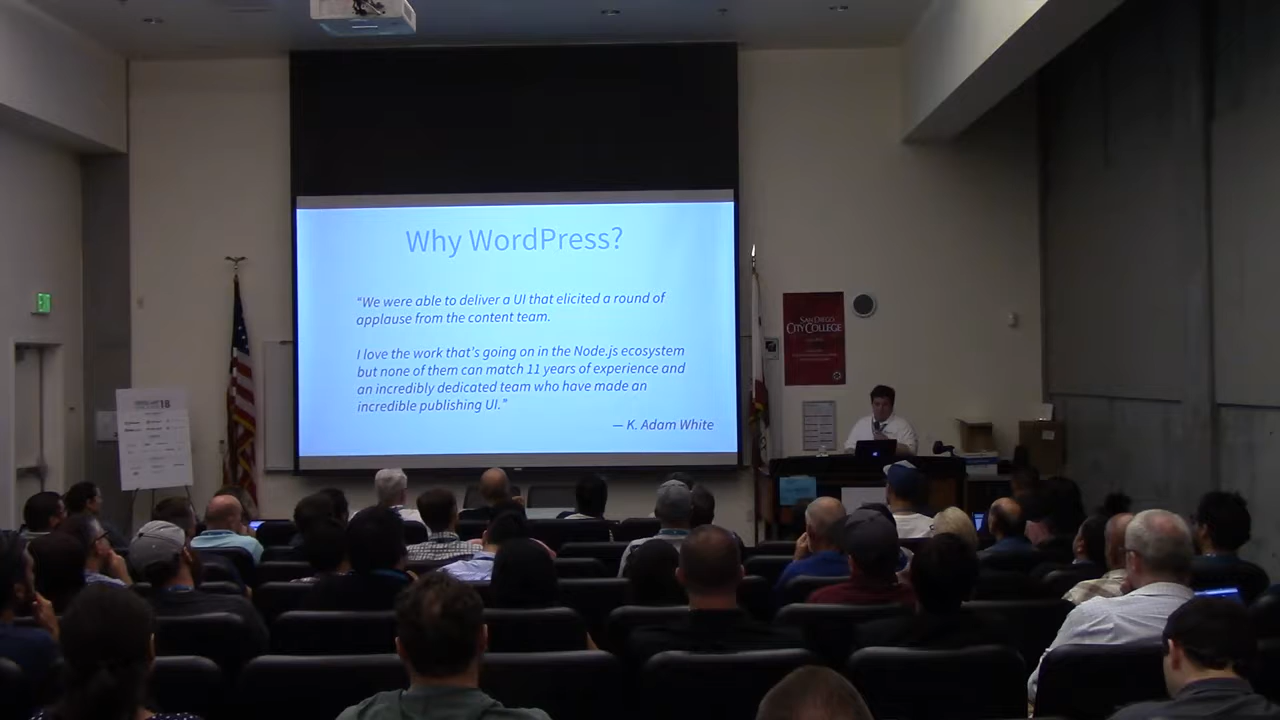 Why WordPress?
“We were able to deliver a UI that elicited a round of
applause from the content team.
I love the work that’s going on in the Node.js ecosystem
but none of them can match 11 years of experience and
an incredibly dedicated team who have made an
incredible publishing UI.”
— K. Adam White
SAN DIEGO
CITY COLLEGE
18